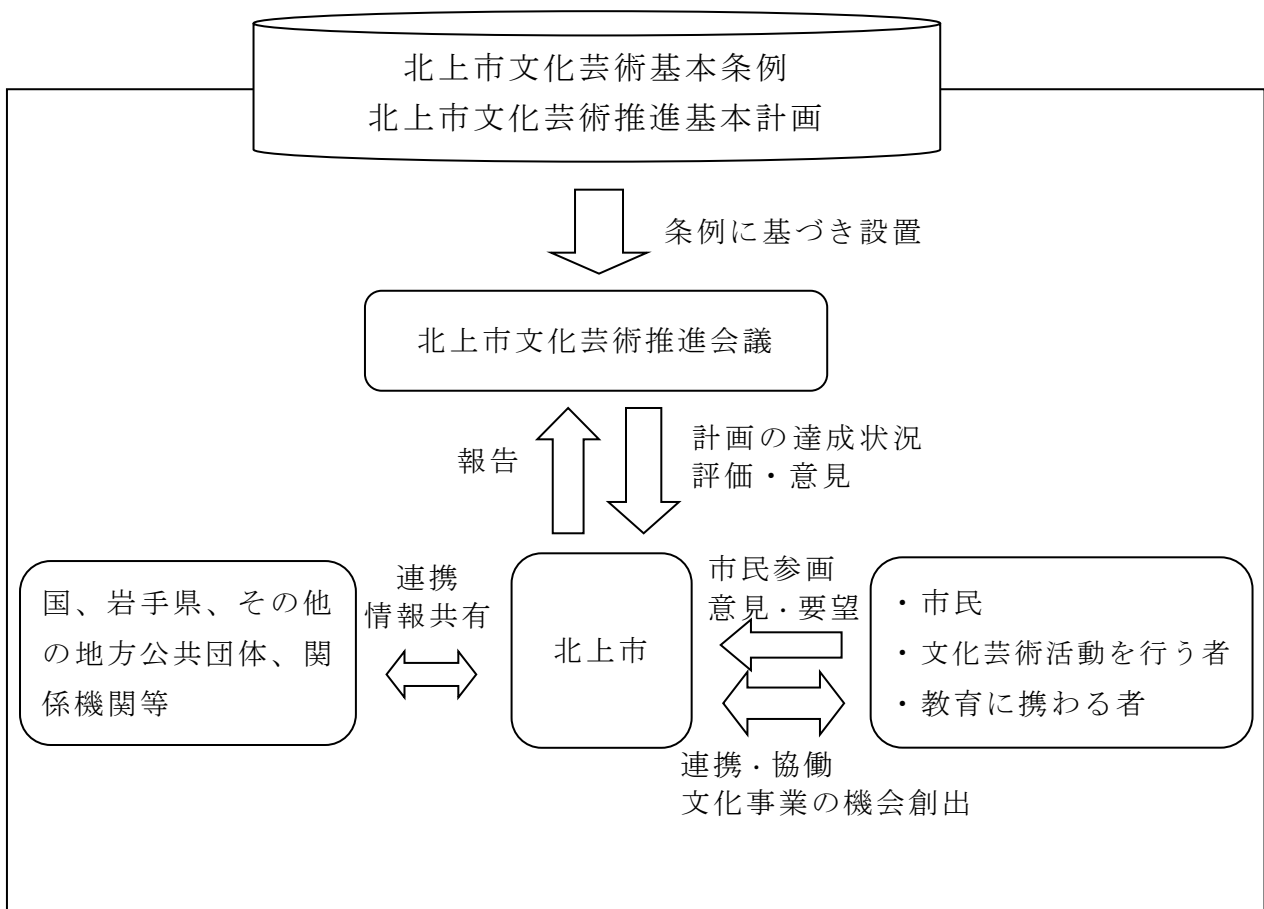 北上市文化芸術基本条例
北上市文化芸術推進基本計画
条例に基づき設置
北上市文化芸術推進会議
報告
計画の達成状況
評価・意見
国、岩手県、その他
の地方公共団体、関
係機関等
連携
情報共有
北上市
市民参画
意見・要望
連携・協働
文化事業の機会創出
・市民
・文化芸術活動を行う者
・教育に携わる者